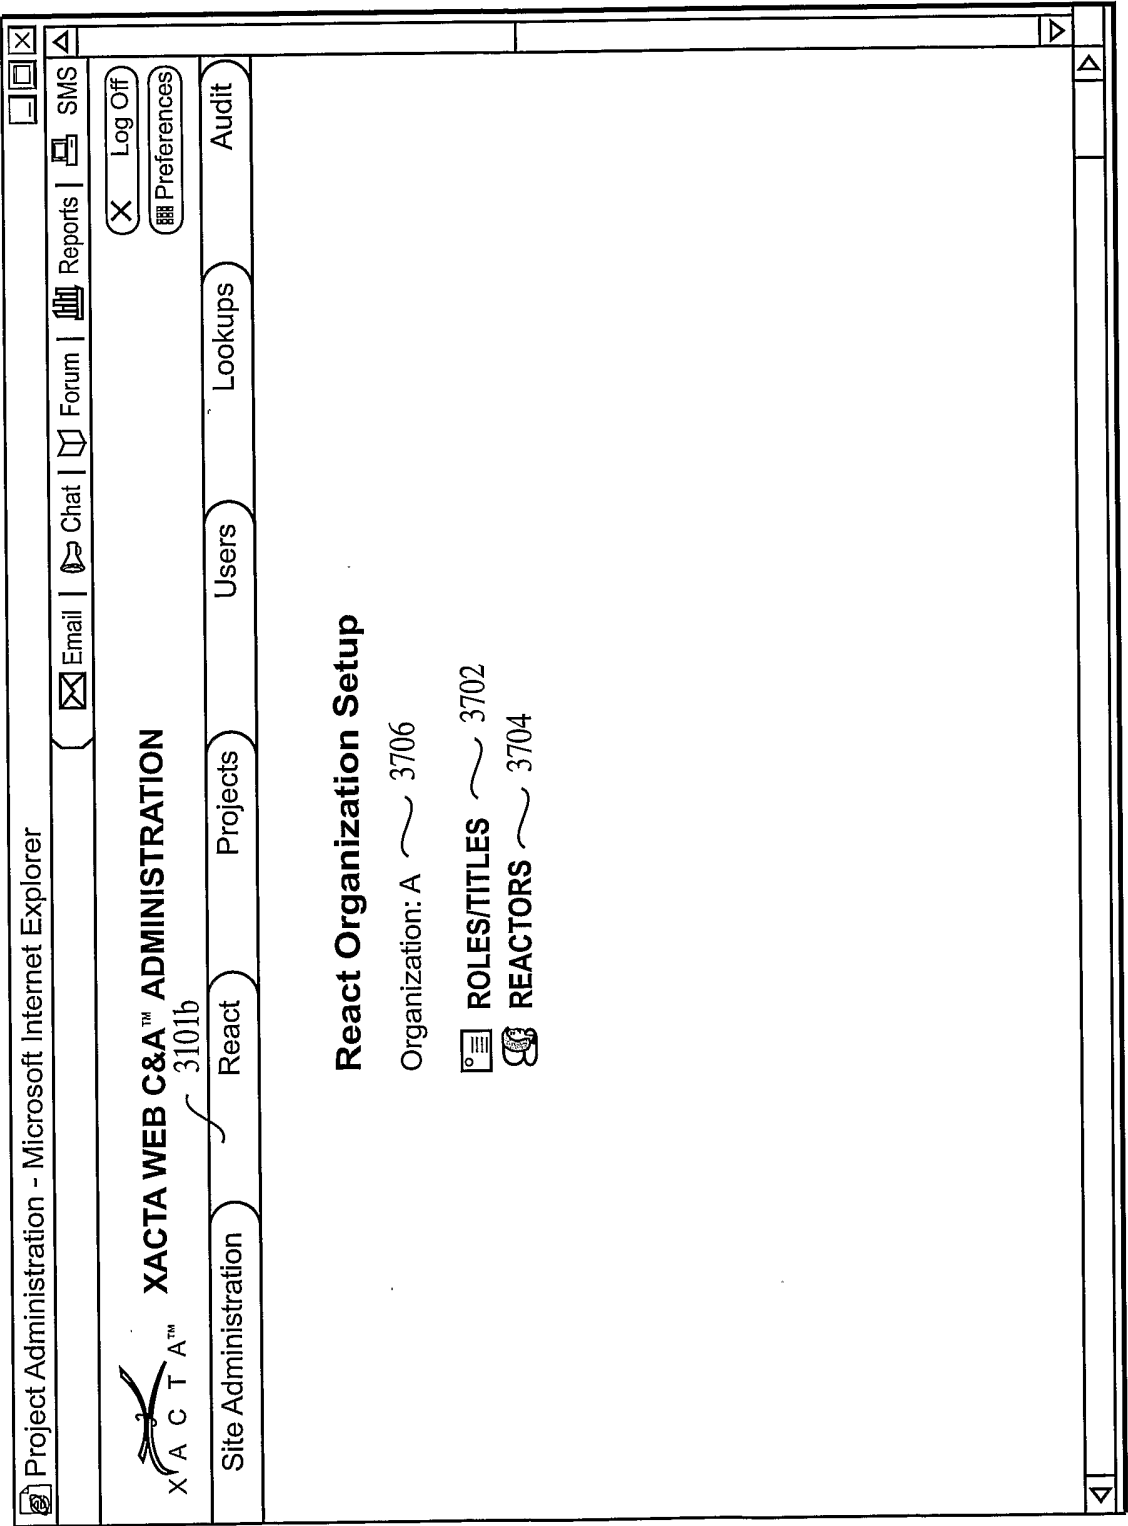 Project Administration - Microsoft Internet Explorer
Email | Chat | Forum | Reports | SMS
XACTA™
XACTA WEB C&A™ ADMINISTRATION
Log Off
Preferences
3101b
Site Administration React Projects Users Lookups Audit
React Organization Setup
Organization: A 3706
ROLES/TITLES 3702
REACTORS 3704